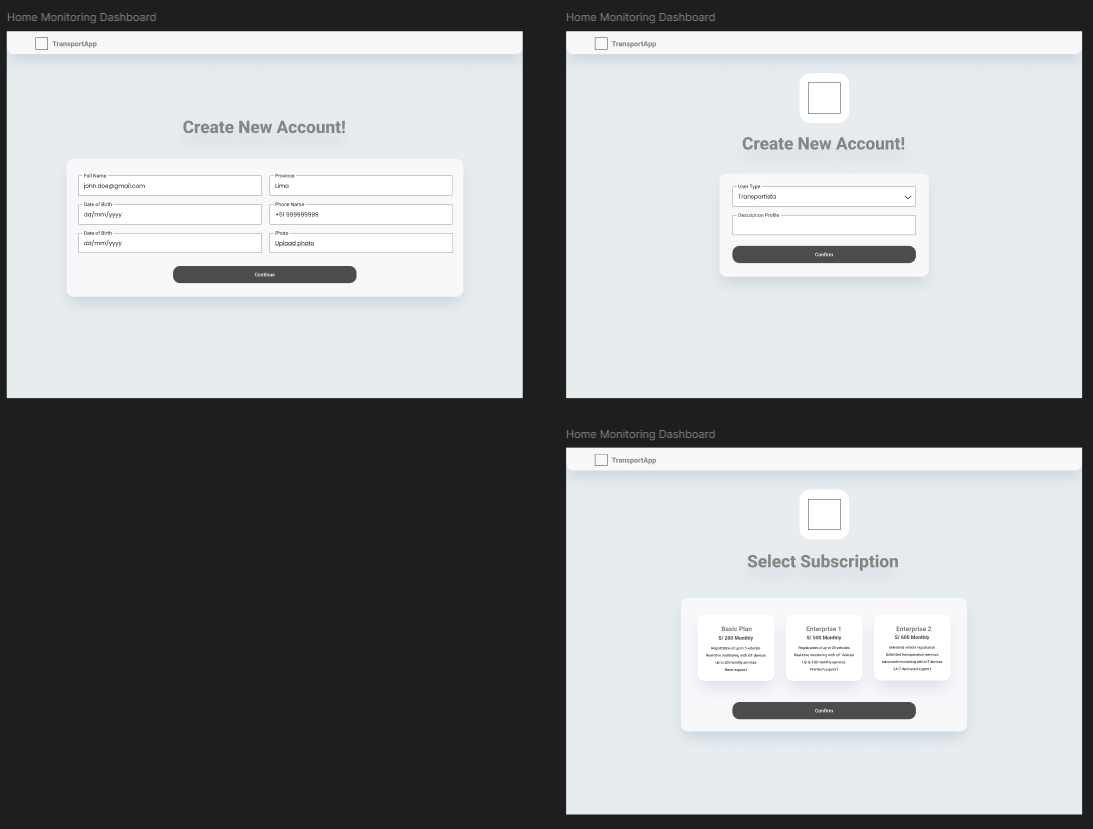 Home Monitoring Dashboard
TransportApp
Create New Account!
Full Name
john.doe@gmail.com
Province
Lima
Date of Birth
dd/mm/yyyy
Phone Name
+51 999999999
Date of Birth
dd/mm/yyyy
Photo
Upload photo
Continue
Home Monitoring Dashboard
TransportApp
Create New Account!
User Type
Transportista
Description Profile
Confirm
Home Monitoring Dashboard
TransportApp
Select Subscription
Basic Plan
S/ 200 Monthly
Registration of up to 5 vehicles
Real-time monitoring with IoT devices
Up to 20 monthly services
Basic support
Enterprise 1
S/ 500 Monthly
Registration of up to 20 vehicles
Real-time monitoring with IoT devices
Up to 100 monthly services
Premium support
Enterprise 2
S/ 600 Monthly
Unlimited vehicle registration
Unlimited transportation services
Advanced monitoring with IoT devices
24/7 dedicated support
Confirm